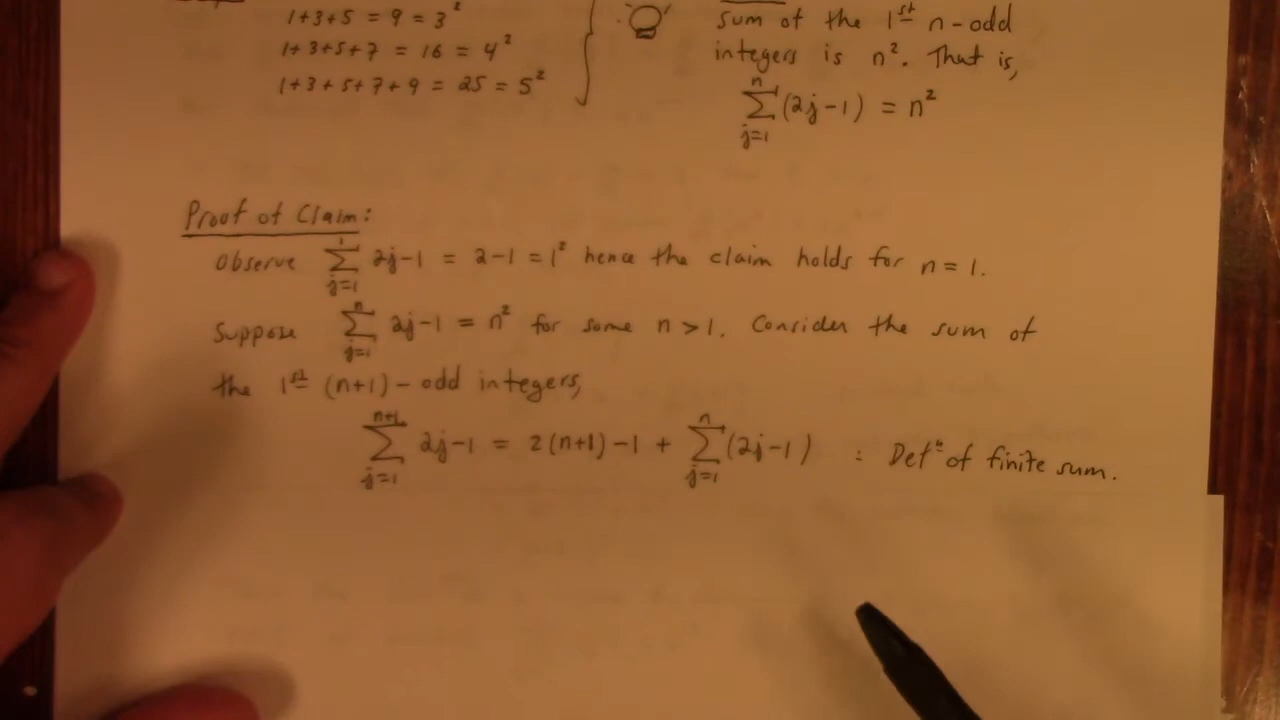 1+3+5 = 9 = 3²
1+3+5+7 = 16 = 4²
1+3+5+7+9 = 25 = 5²
sum of the 1st n-odd
integers is n². That is,
∑_{j=1}^{n} (2j-1) = n²
Proof of Claim:
Observe ∑_{j=1}^{1} 2j-1 = 2-1 = 1² hence the claim holds for n=1.
Suppose ∑_{j=1}^{n} 2j-1 = n² for some n>1. Consider the sum of
the 1st (n+1)-odd integers,
∑_{j=1}^{n+1} 2j-1 = 2(n+1)-1 + ∑_{j=1}^{n} (2j-1) : Defⁿ of finite sum.